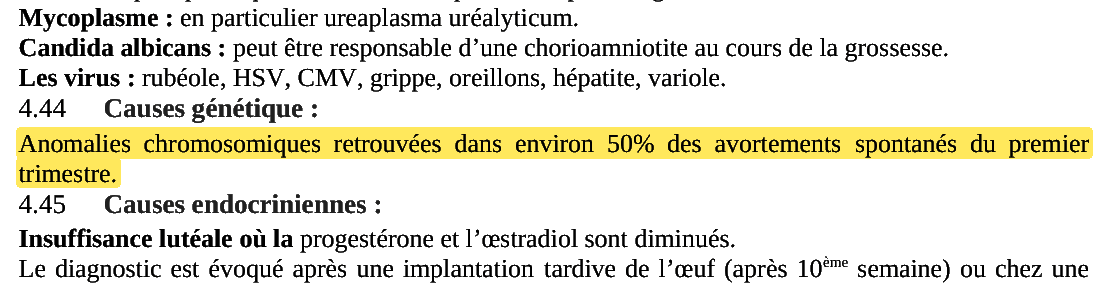 Mycoplasme : en particulier ureaplasma uréalyticum.
Candida albicans : peut être responsable d’une chorioamniotite au cours de la grossesse.
Les virus : rubéole, HSV, CMV, grippe, oreillons, hépatite, variole.
4.44 Causes génétique :
Anomalies chromosomiques retrouvées dans environ 50% des avortements spontanés du premier
trimestre.
4.45 Causes endocriniennes :
Insuffisance lutéale où la progestérone et l’œstradiol sont diminués.
Le diagnostic est évoqué après une implantation tardive de l’œuf (après 10ème semaine) ou chez une